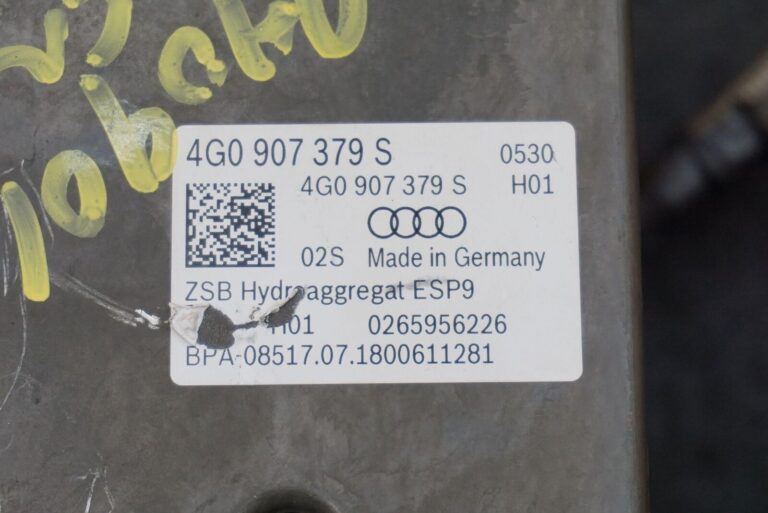 4G0 907 379 S 0530
4G0 907 379 S H01
02S Made in Germany
ZSB Hydroaggregat ESP9
H01 0265956226
BPA-08517.07.1800611281